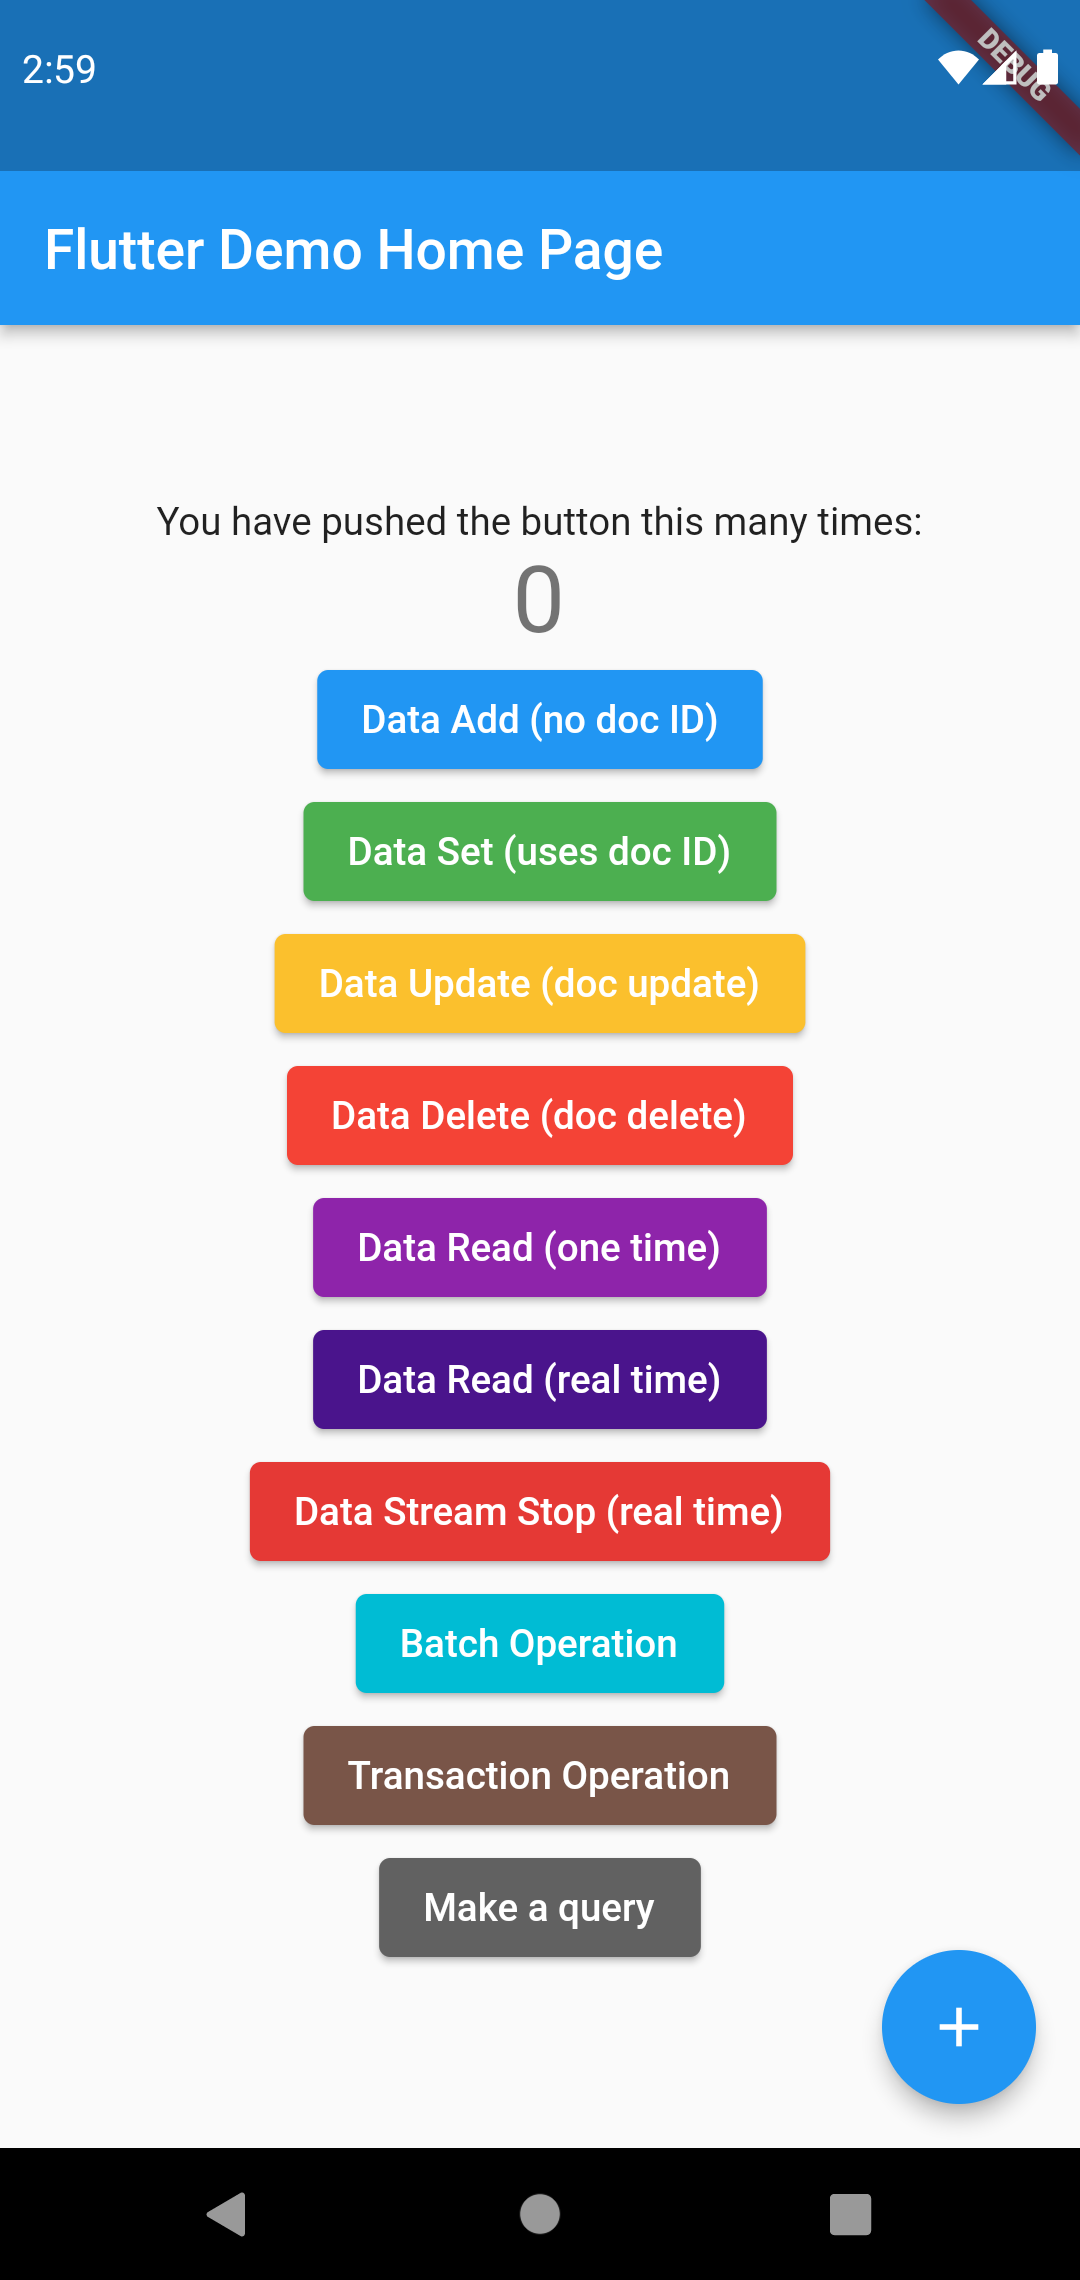 2:59
DEBUG
Flutter Demo Home Page
You have pushed the button this many times:
0
Data Add (no doc ID)
Data Set (uses doc ID)
Data Update (doc update)
Data Delete (doc delete)
Data Read (one time)
Data Read (real time)
Data Stream Stop (real time)
Batch Operation
Transaction Operation
Make a query
+